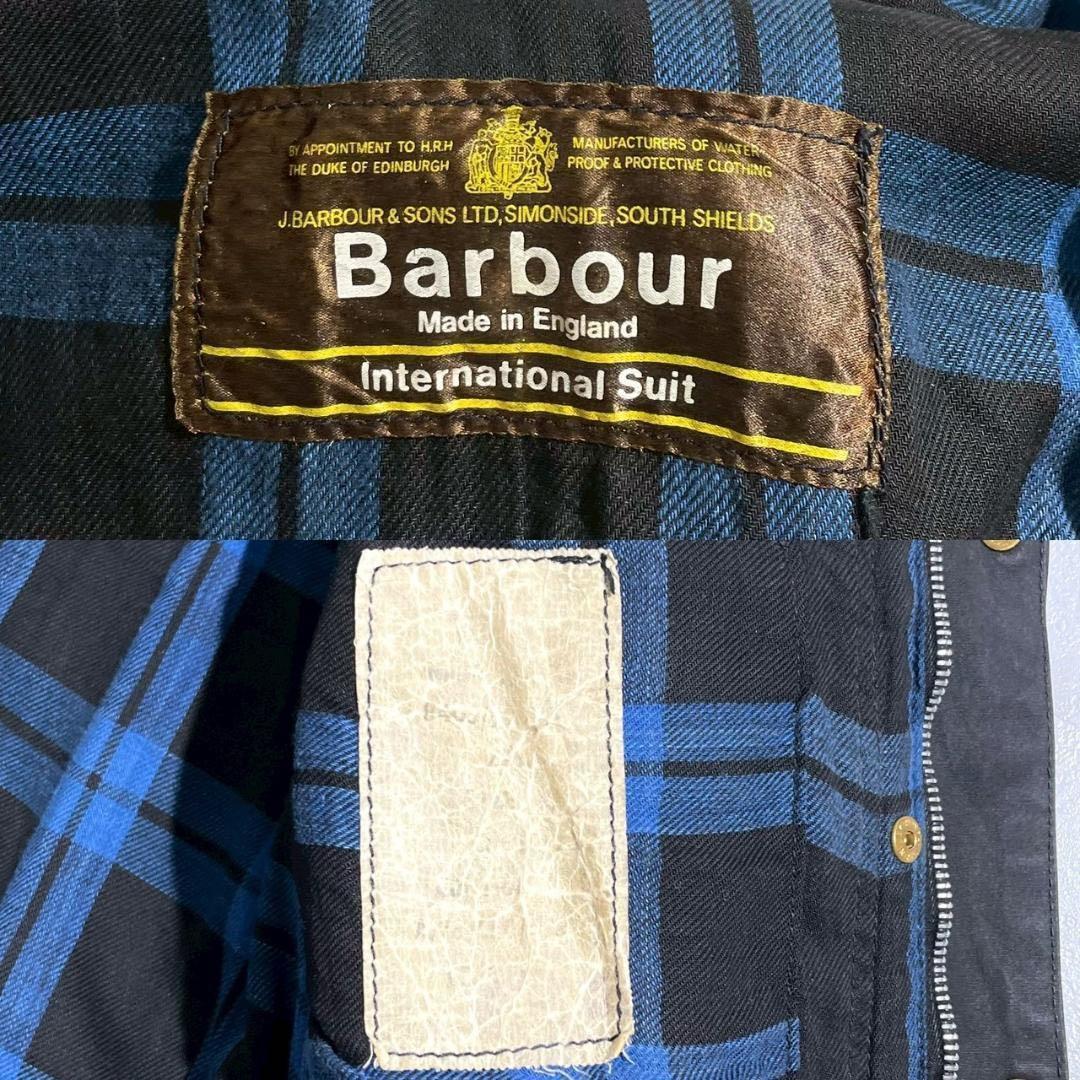 BY APPOINTMENT TO H.R.H
THE DUKE OF EDINBURGH
MANUFACTURERS OF WATER-
PROOF & PROTECTIVE CLOTHING
J.BARBOUR & SONS LTD, SIMONSIDE, SOUTH SHIELDS
Barbour
Made in England
International Suit